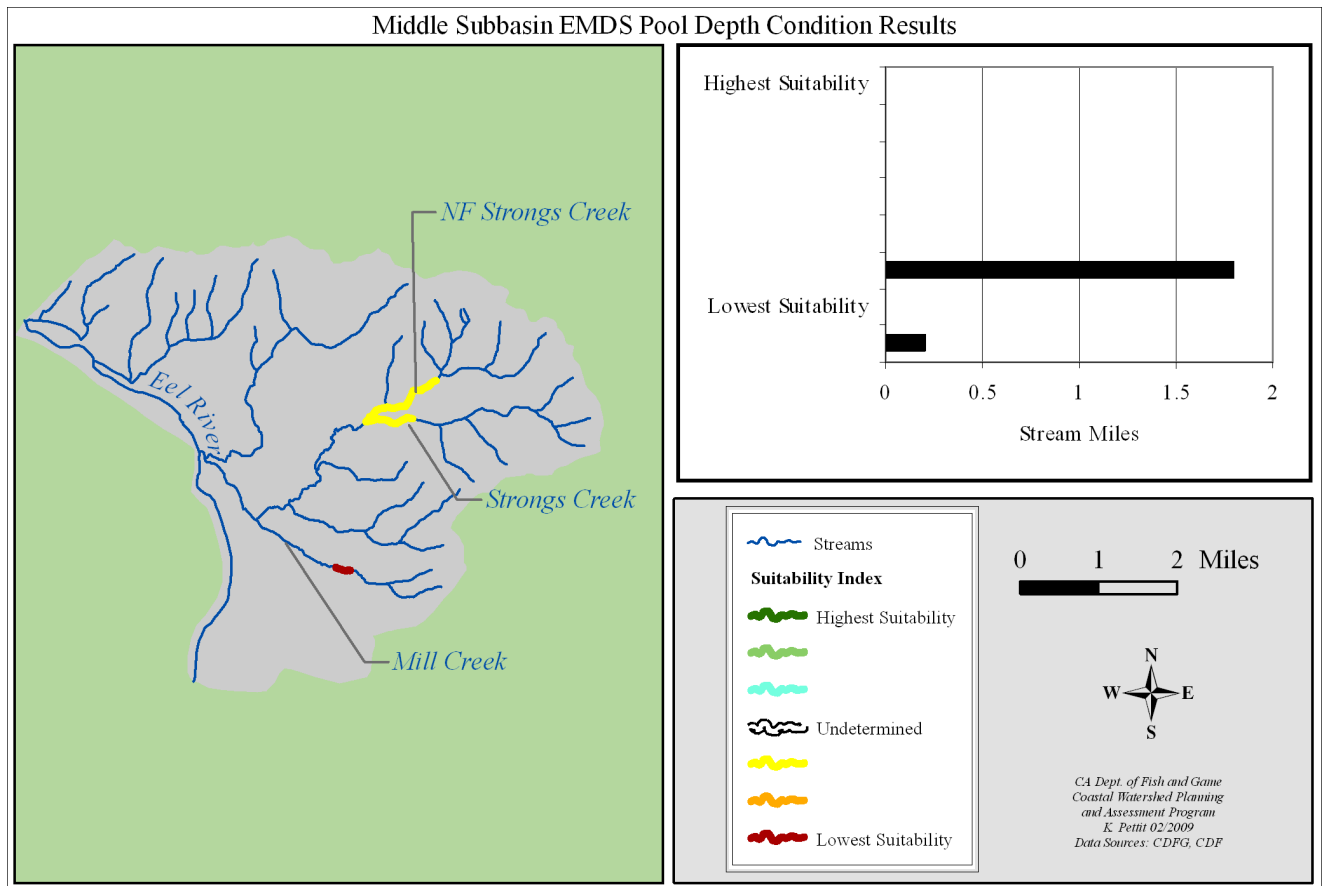 Middle Subbasin EMDS Pool Depth Condition Results
NF Strongs Creek
Eel River
Strongs Creek
Mill Creek
Highest Suitability
Lowest Suitability
0 0.5 1 1.5 2
Stream Miles
Streams
Suitability Index
Highest Suitability
Undetermined
Lowest Suitability
0 1 2 Miles
N
W E
S
CA Dept. of Fish and Game
Coastal Watershed Planning
and Assessment Program
K. Pettit 02/2009
Data Sources: CDFG, CDF